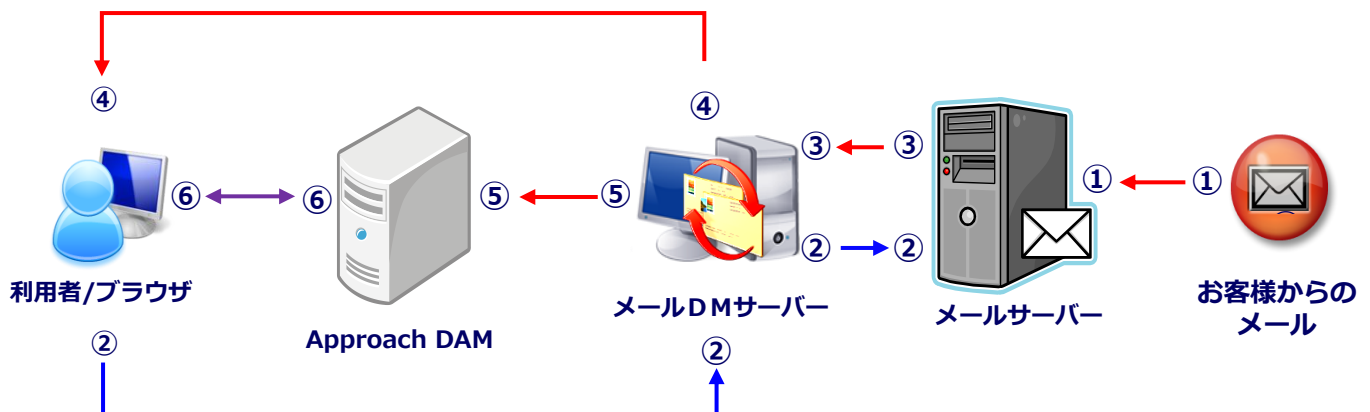 ④
④
③
③
①
①
⑥
⑥
⑤
⑤
②
②
利用者/ブラウザ
Approach DAM
メールＤＭサーバー
メールサーバー
お客様からの
メール
②
②